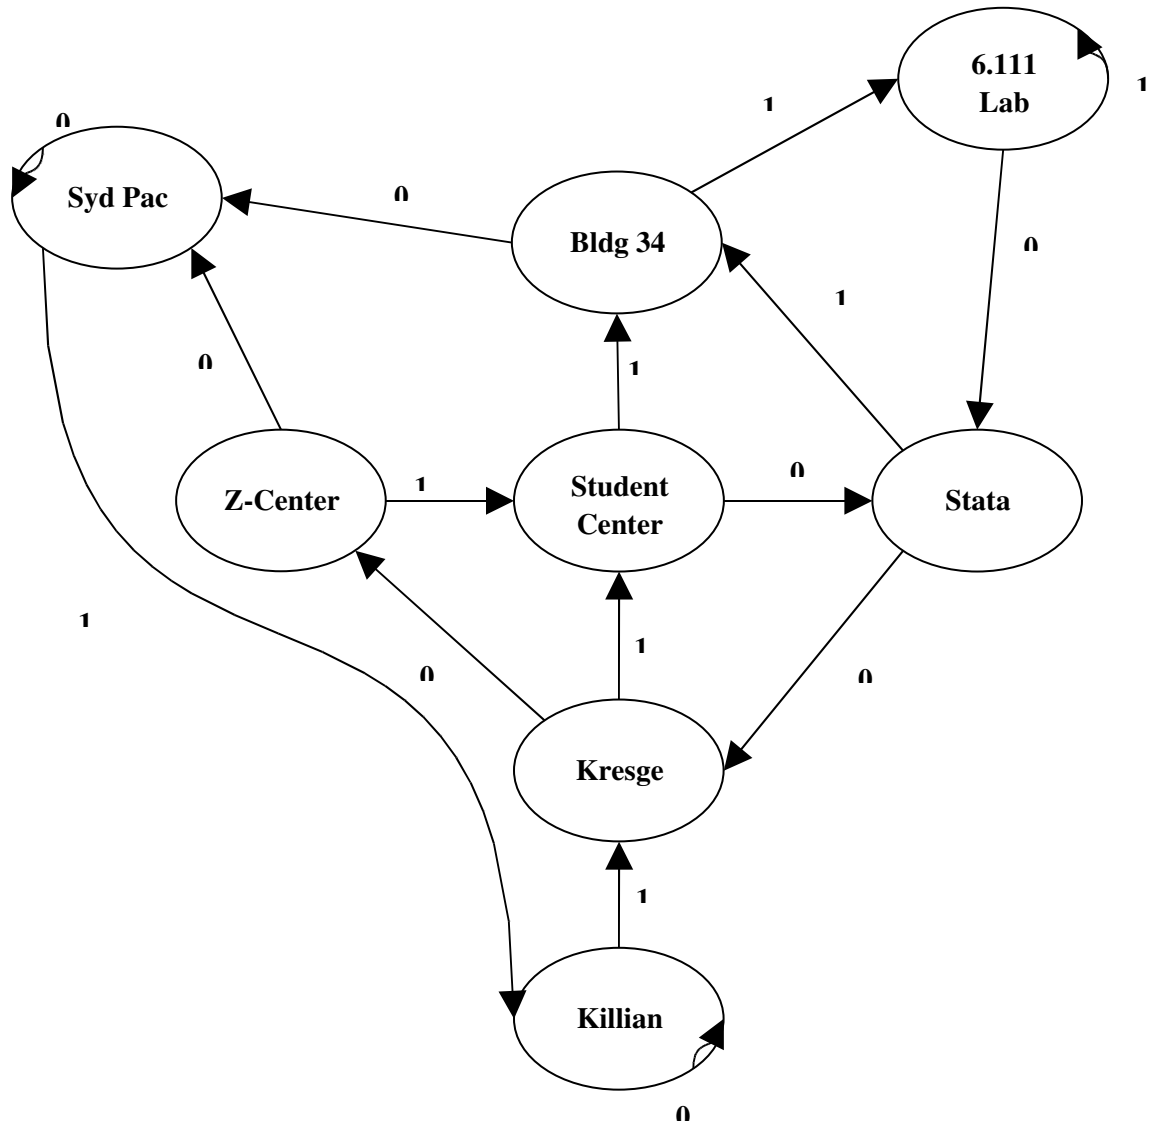 6.111
Lab
1
1
0
Syd Pac
0
Bldg 34
0
1
0
1
Z-Center
1
Student
Center
0
Stata
1
1
0
0
Kresge
1
Killian
0